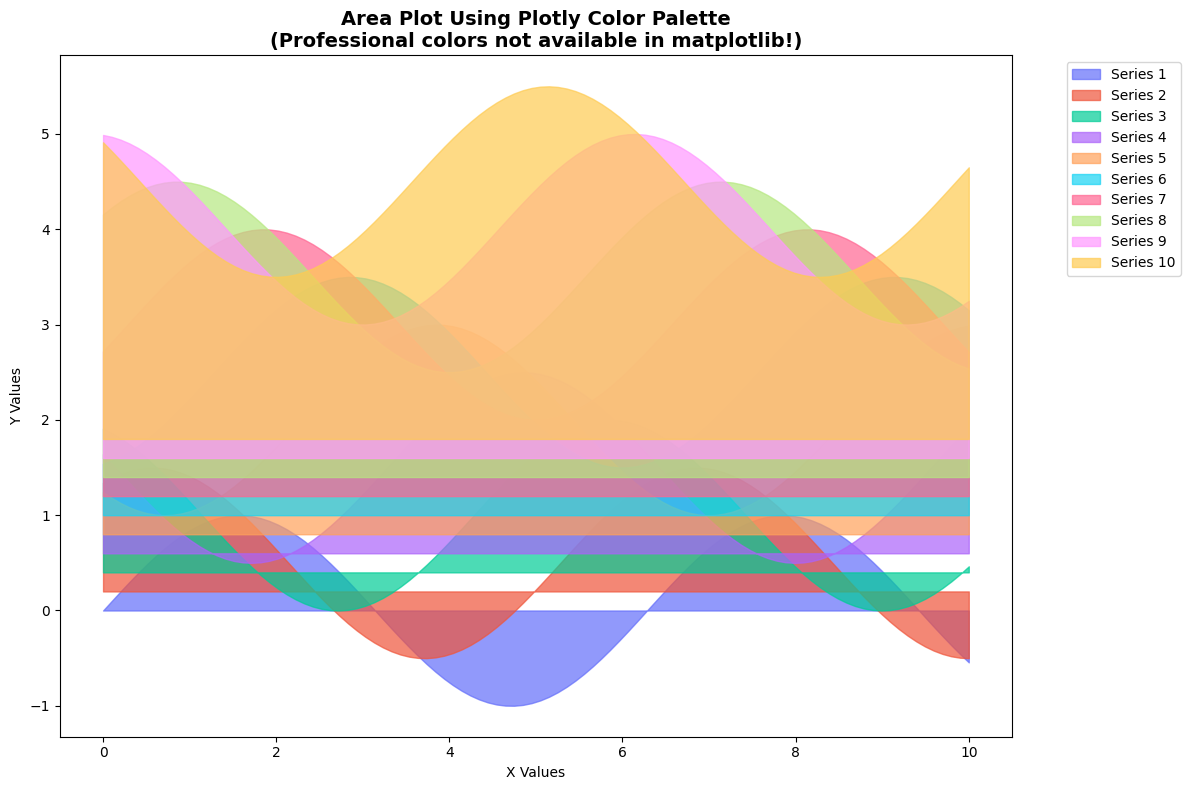 Area Plot Using Plotly Color Palette
(Professional colors not available in matplotlib!)
Series 1
Series 2
Series 3
Series 4
Series 5
Series 6
Series 7
Series 8
Series 9
Series 10
Y Values
5
4
3
2
1
0
−1
0 2 4 6 8 10
X Values